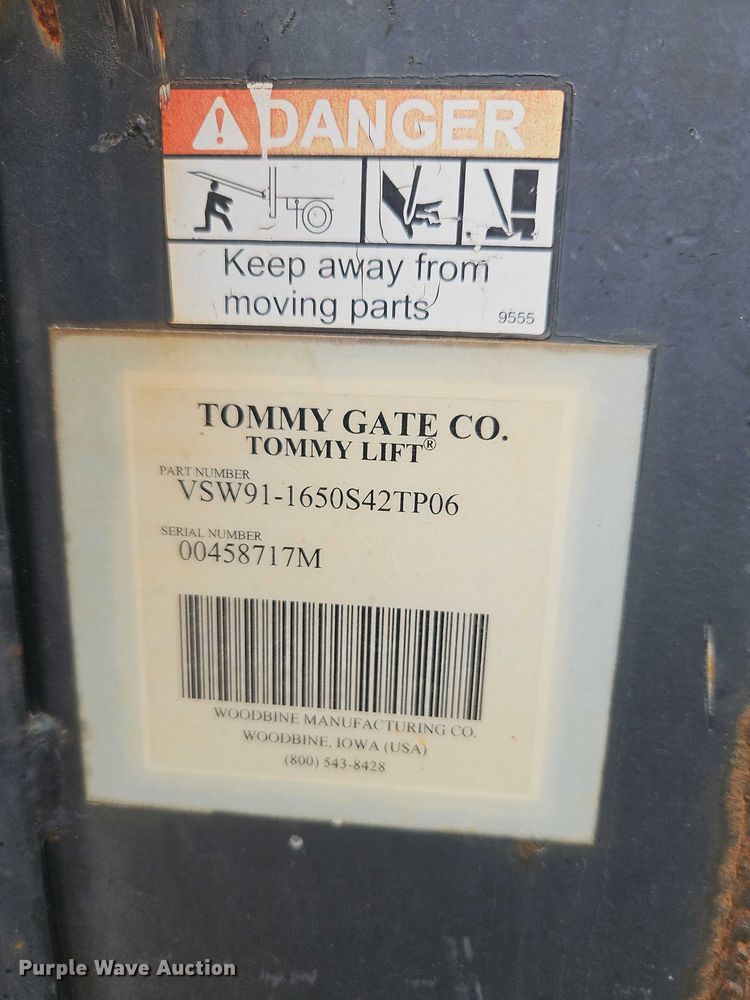 DANGER
Keep away from
moving parts
9555
TOMMY GATE CO.
TOMMY LIFT®
PART NUMBER
VSW91-1650S42TP06
SERIAL NUMBER
00458717M
WOODBINE MANUFACTURING CO.
WOODBINE, IOWA (USA)
(800) 543-8428
Purple Wave Auction